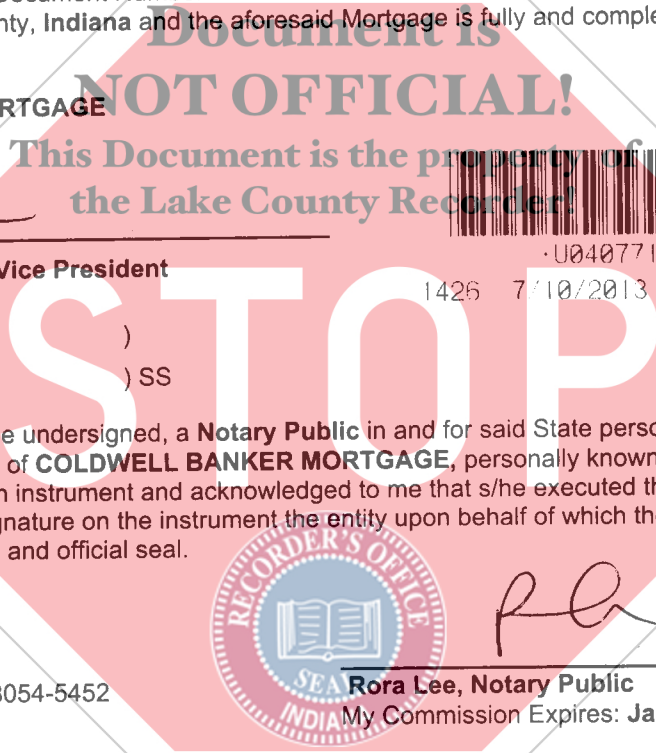 nty, Indiana and the aforesaid Mortgage is fully and comple
Document is
NOT OFFICIAL!
RTGAGE
This Document is the property of
the Lake County Recorder!
·U040771
Vice President
1426 7/10/2013
STOP
)
) SS
e undersigned, a Notary Public in and for said State perso
of COLDWELL BANKER MORTGAGE, personally known
n instrument and acknowledged to me that s/he executed th
gnature on the instrument the entity upon behalf of which the
and official seal.
RECORDER'S OFFICE
SEAL
INDIANA
8054-5452
Rora Lee, Notary Public
My Commission Expires: Ja